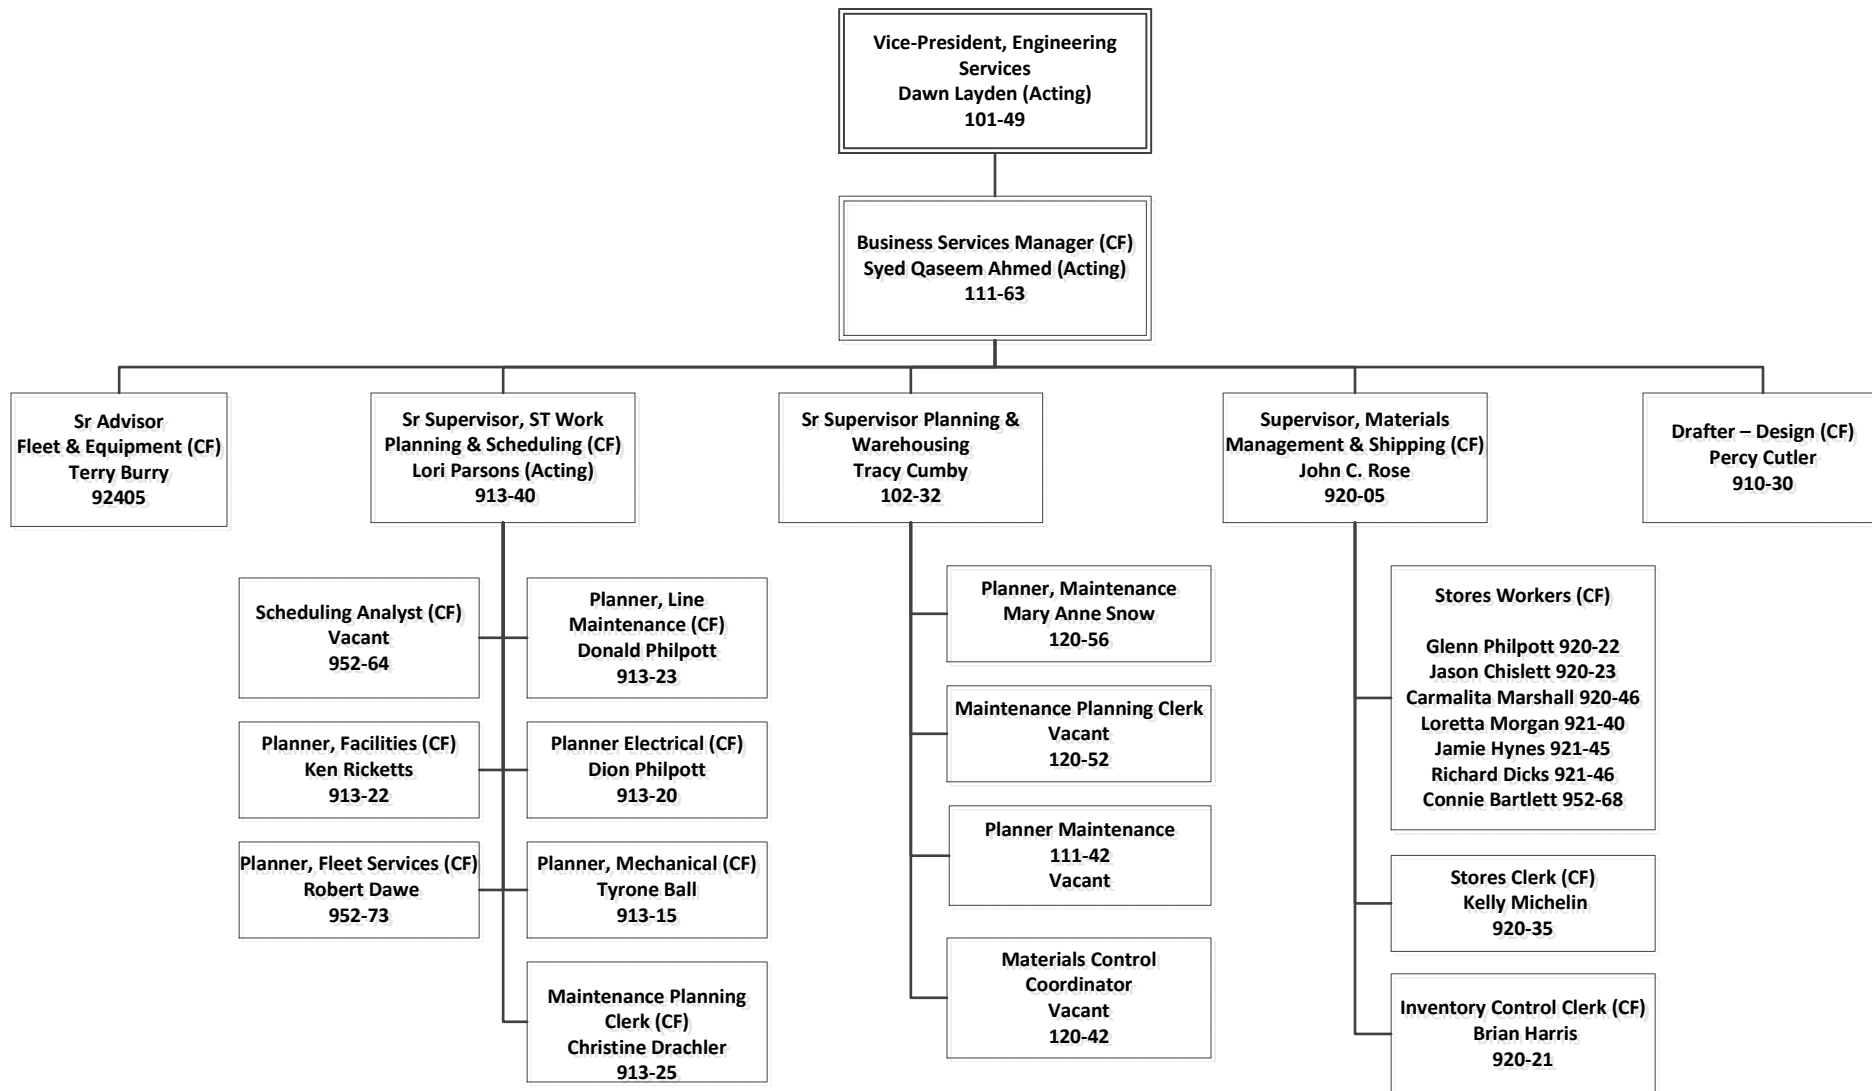 Vice-President, Engineering
Services
Dawn Layden (Acting)
101-49
Business Services Manager (CF)
Syed Qaseem Ahmed (Acting)
111-63
Sr Advisor
Fleet & Equipment (CF)
Terry Burry
92405
Sr Supervisor, ST Work
Planning & Scheduling (CF)
Lori Parsons (Acting)
913-40
Sr Supervisor Planning &
Warehousing
Tracy Cumby
102-32
Supervisor, Materials
Management & Shipping (CF)
John C. Rose
920-05
Drafter – Design (CF)
Percy Cutler
910-30
Scheduling Analyst (CF)
Vacant
952-64
Planner, Line
Maintenance (CF)
Donald Philpott
913-23
Planner, Facilities (CF)
Ken Ricketts
913-22
Planner Electrical (CF)
Dion Philpott
913-20
Planner, Fleet Services (CF)
Robert Dawe
952-73
Planner, Mechanical (CF)
Tyrone Ball
913-15
Maintenance Planning
Clerk (CF)
Christine Drachler
913-25
Planner, Maintenance
Mary Anne Snow
120-56
Maintenance Planning Clerk
Vacant
120-52
Planner Maintenance
111-42
Vacant
Materials Control
Coordinator
Vacant
120-42
Stores Workers (CF)
Glenn Philpott 920-22
Jason Chislett 920-23
Carmalita Marshall 920-46
Loretta Morgan 921-40
Jamie Hynes 921-45
Richard Dicks 921-46
Connie Bartlett 952-68
Stores Clerk (CF)
Kelly Michelin
920-35
Inventory Control Clerk (CF)
Brian Harris
920-21